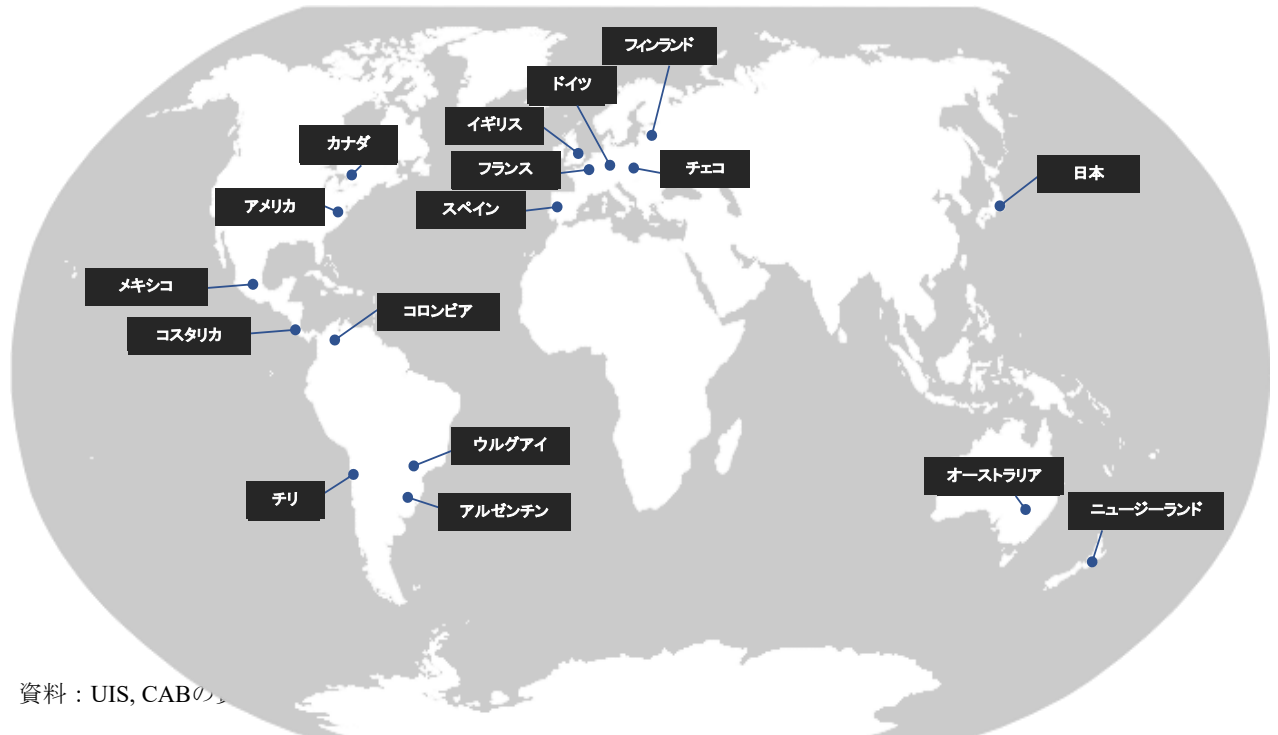 フィンランド
ドイツ
イギリス
カナダ
フランス
チェコ
日本
アメリカ
スペイン
メキシコ
コロンビア
コスタリカ
ウルグアイ
オーストラリア
チリ
アルゼンチン
ニュージーランド
資料：UIS, CABの